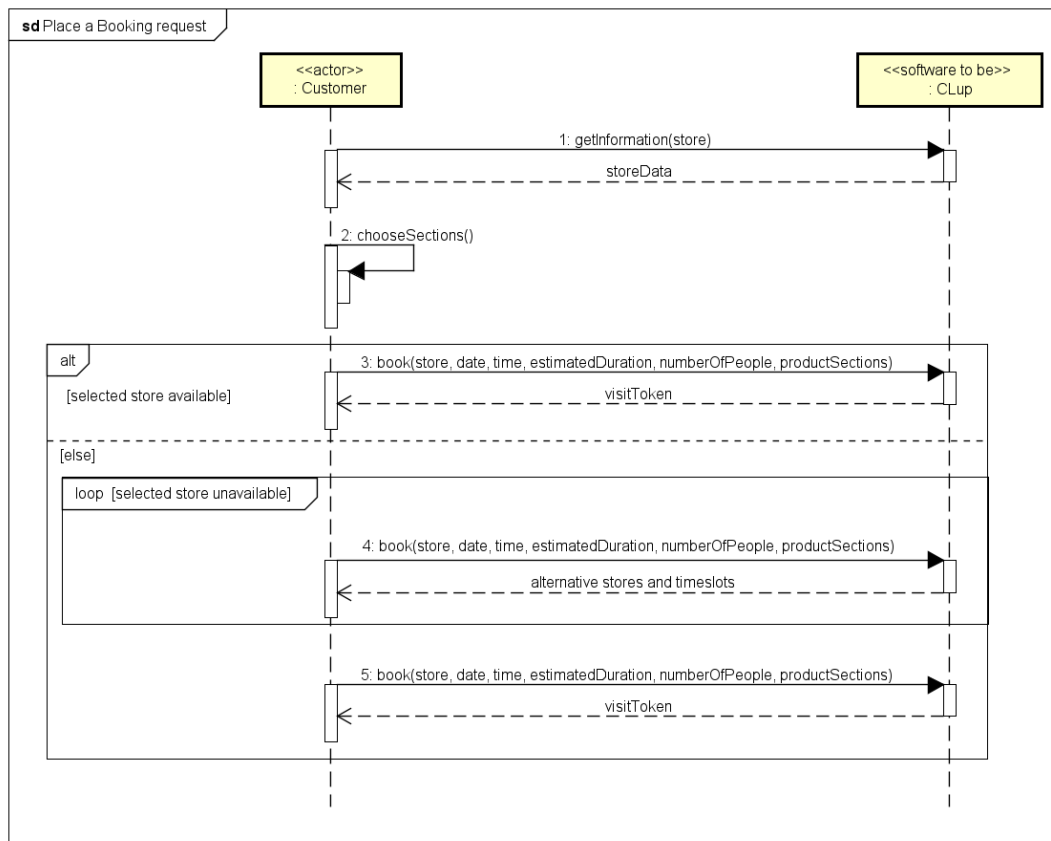 sd Place a Booking request
<<actor>>
: Customer
<<software to be>>
: CLup
1: getInformation(store)
storeData
2: chooseSections()
alt
3: book(store, date, time, estimatedDuration, numberOfPeople, productSections)
[selected store available]
visitToken
[else]
loop [selected store unavailable]
4: book(store, date, time, estimatedDuration, numberOfPeople, productSections)
alternative stores and timeslots
5: book(store, date, time, estimatedDuration, numberOfPeople, productSections)
visitToken